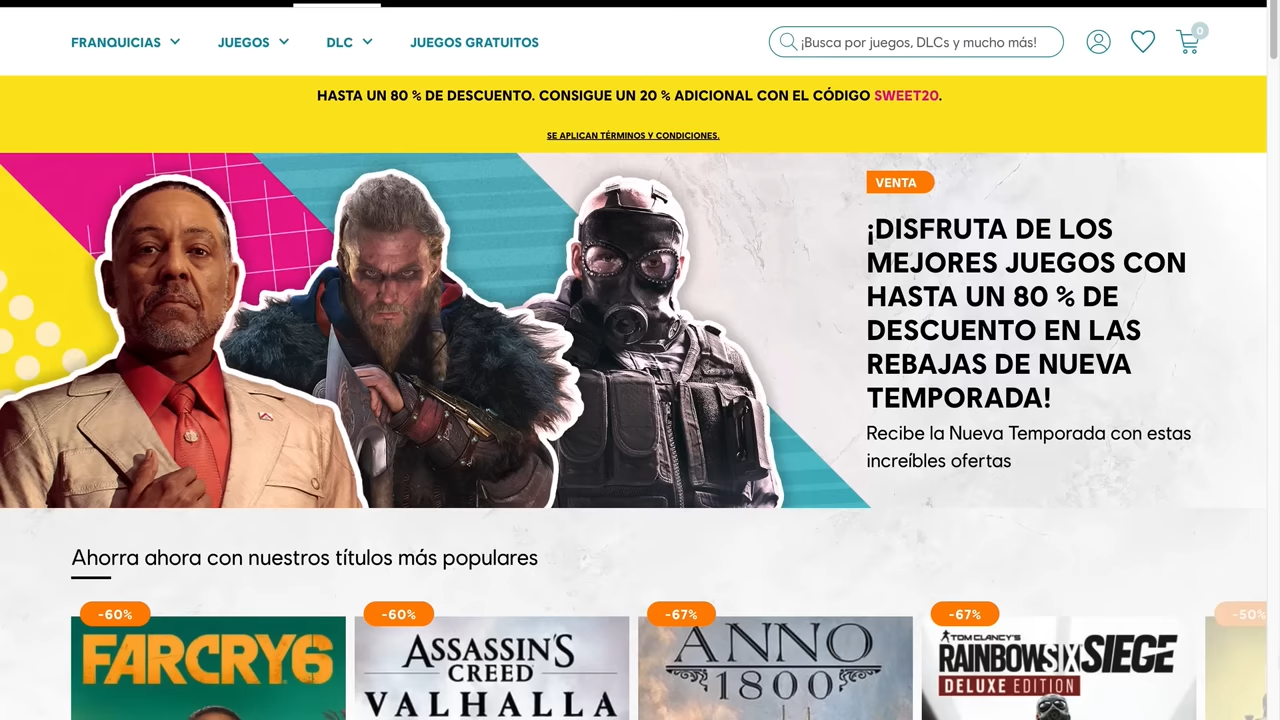 FRANQUICIAS JUEGOS DLC JUEGOS GRATUITOS ¡Busca por juegos, DLCs y mucho más! 0
HASTA UN 80 % DE DESCUENTO. CONSIGUE UN 20 % ADICIONAL CON EL CÓDIGO SWEET20.
SE APLICAN TÉRMINOS Y CONDICIONES.
VENTA
¡DISFRUTA DE LOS
MEJORES JUEGOS CON
HASTA UN 80 % DE
DESCUENTO EN LAS
REBAJAS DE NUEVA
TEMPORADA!
Recibe la Nueva Temporada con estas
increíbles ofertas
Ahorra ahora con nuestros títulos más populares
-60% -60% -67% -67% -50%
FARCRY6
ASSASSIN'S
CREED
VALHALLA
ANNO
1800
TOM CLANCY'S
RAINBOWSIX SIEGE
DELUXE EDITION